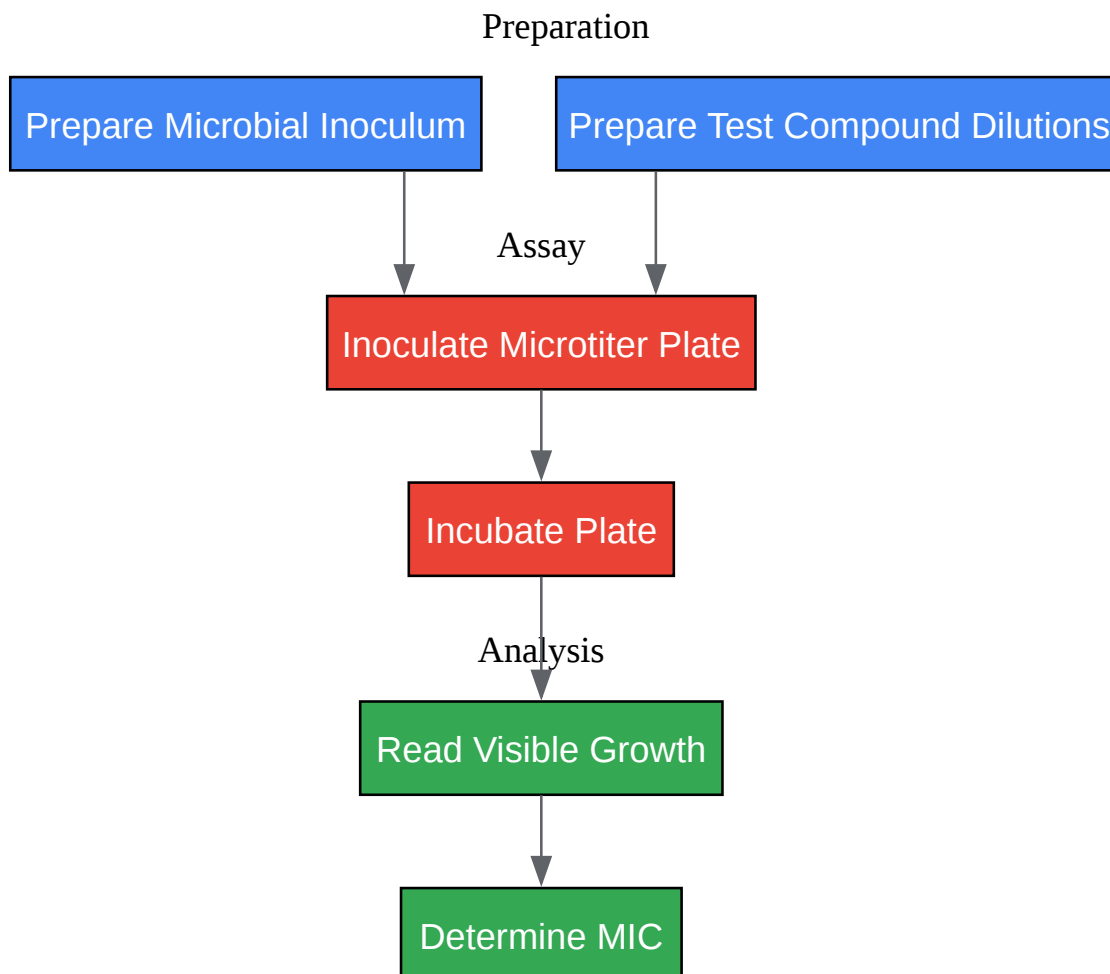 Preparation
Prepare Microbial Inoculum
Prepare Test Compound Dilutions
Assay
Inoculate Microtiter Plate
Incubate Plate
Analysis
Read Visible Growth
Determine MIC